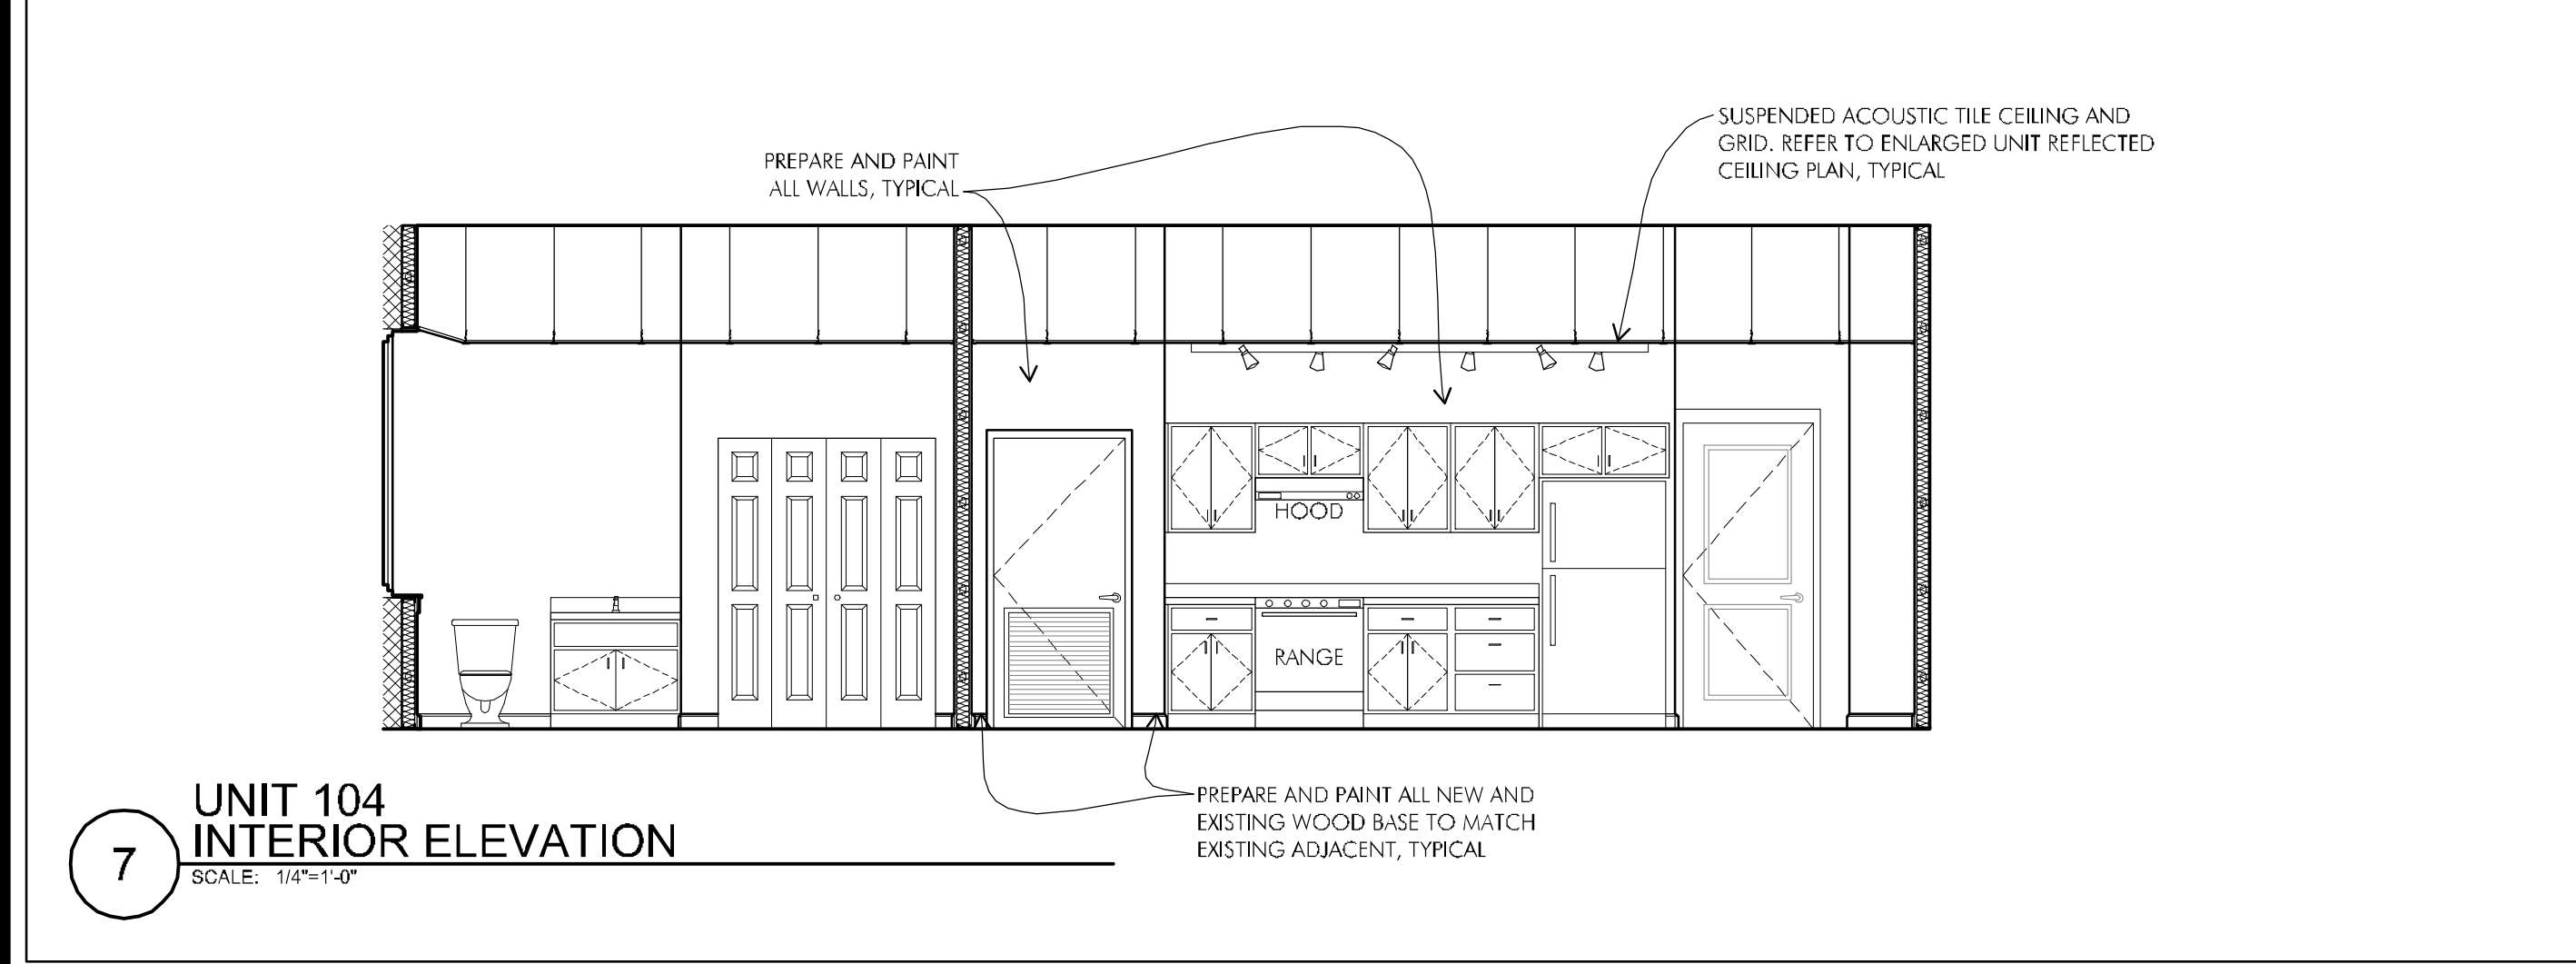 SUSPENDED ACOUSTIC TILE CEILING AND
GRID. REFER TO ENLARGED UNIT REFLECTED
CEILING PLAN, TYPICAL
PREPARE AND PAINT
ALL WALLS, TYPICAL
HOOD
RANGE
PREPARE AND PAINT ALL NEW AND
EXISTING WOOD BASE TO MATCH
EXISTING ADJACENT, TYPICAL
7
UNIT 104
INTERIOR ELEVATION
SCALE: 1/4"=1'-0"